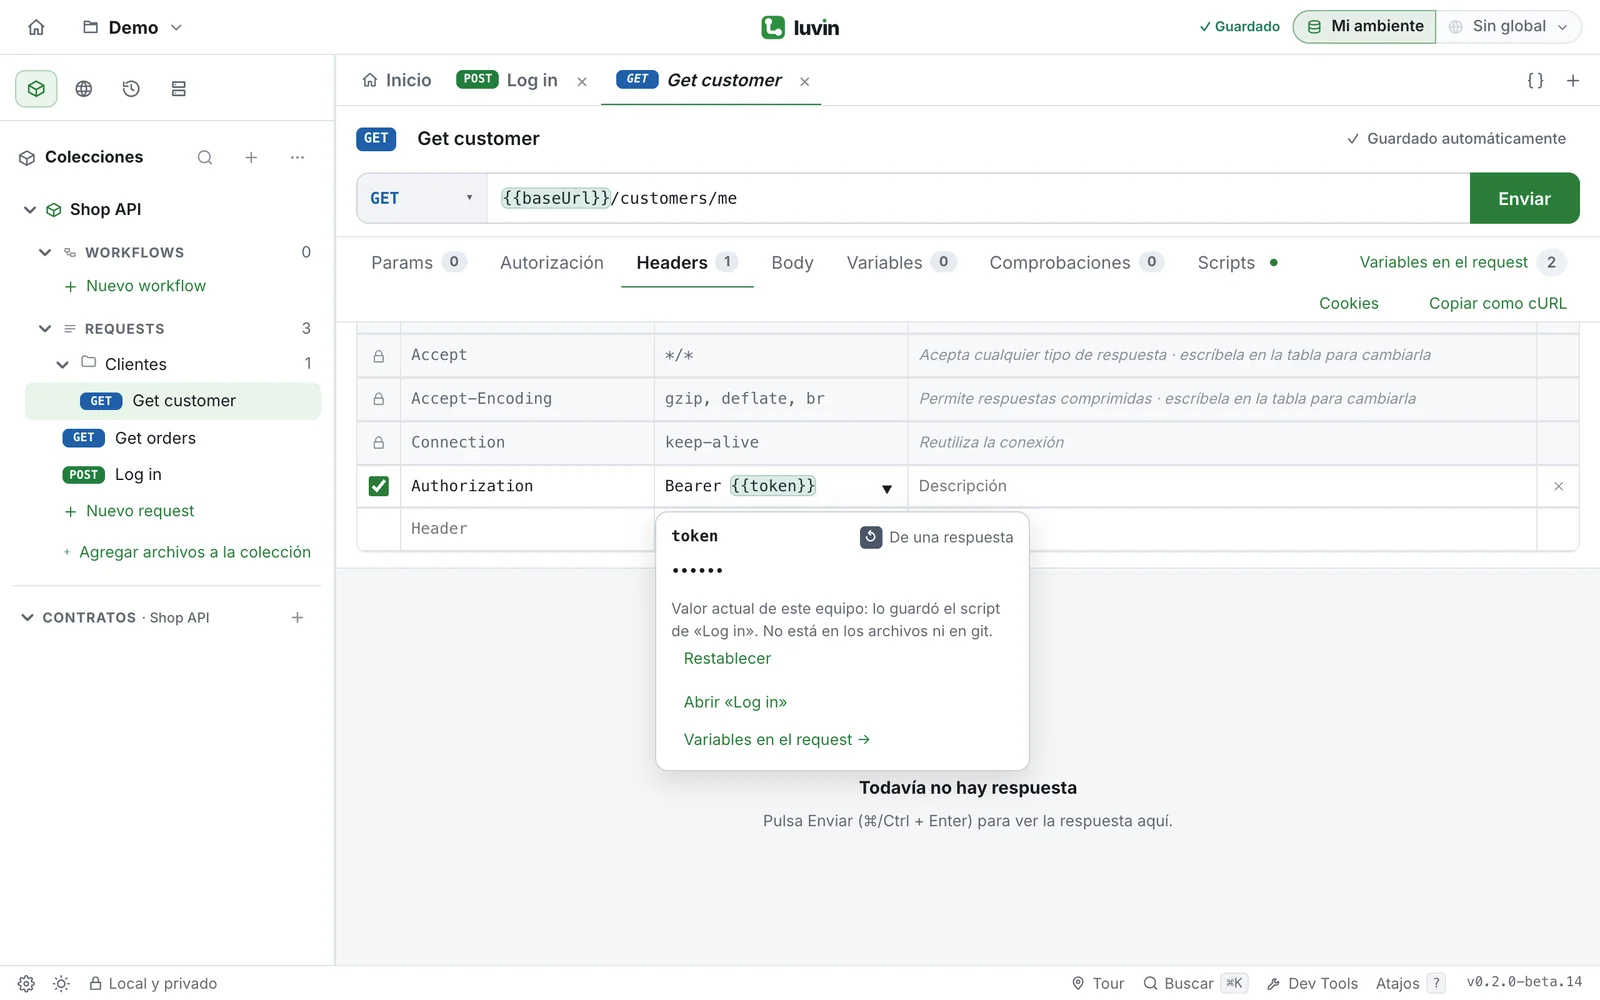 Demo
luvin
Guardado
Mi ambiente
Sin global
Inicio
POST Log in
GET Get customer
{}
Colecciones
GET Get customer
Guardado automáticamente
GET
{{baseUrl}}/customers/me
Enviar
Shop API
WORKFLOWS 0
Nuevo workflow
REQUESTS 3
Clientes 1
GET Get customer
GET Get orders
POST Log in
Nuevo request
Agregar archivos a la colección
CONTRATOS · Shop API
Params 0
Autorización
Headers 1
Body
Variables 0
Comprobaciones 0
Scripts
Variables en el request 2
Cookies
Copiar como cURL
Accept */* Acepta cualquier tipo de respuesta · escríbela en la tabla para cambiarla
Accept-Encoding gzip, deflate, br Permite respuestas comprimidas · escríbela en la tabla para cambiarla
Connection keep-alive Reutiliza la conexión
Authorization Bearer {{token}} Descripción
Header
token
De una respuesta
••••••
Valor actual de este equipo: lo guardó el script
de «Log in». No está en los archivos ni en git.
Restablecer
Abrir «Log in»
Variables en el request →
Todavía no hay respuesta
Pulsa Enviar (⌘/Ctrl + Enter) para ver la respuesta aquí.
Local y privado
Tour
Buscar ⌘K
Dev Tools
Atajos ?
v0.2.0-beta.14